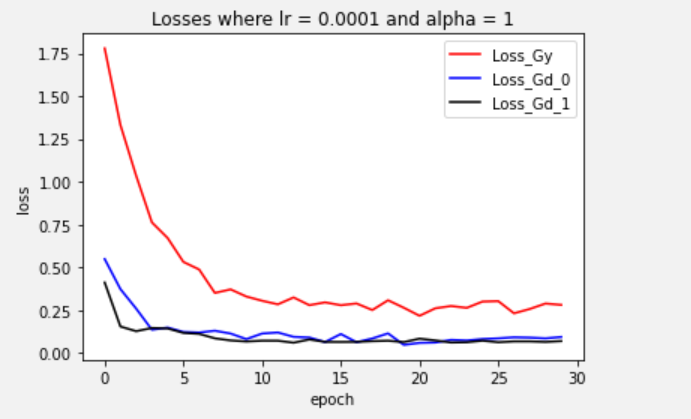 Losses where lr = 0.0001 and alpha = 1
Loss_Gy
Loss_Gd_0
Loss_Gd_1
1.75
1.50
1.25
1.00
0.75
0.50
0.25
0.00
loss
0 5 10 15 20 25 30
epoch